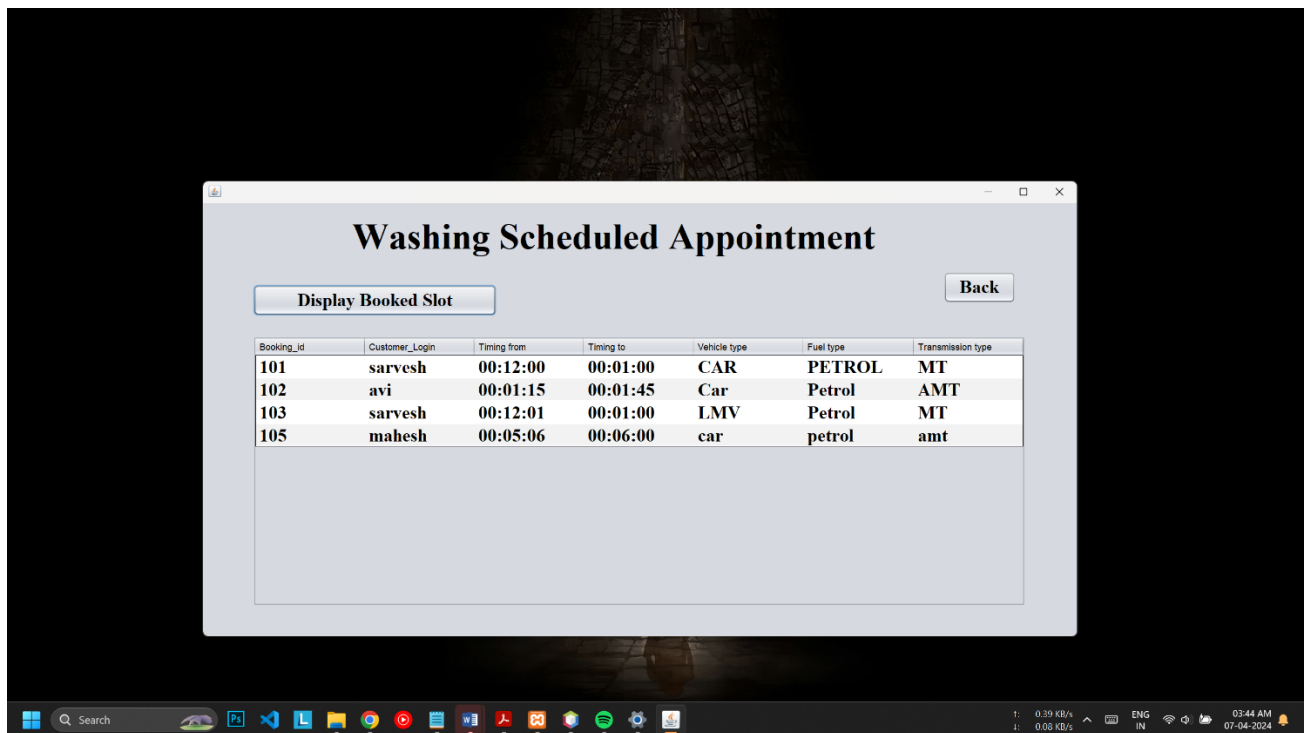 Washing Scheduled Appointment
Back
Display Booked Slot
Booking_id Customer_Login Timing from Timing to Vehicle type Fuel type Transmission type
101 sarvesh 00:12:00 00:01:00 CAR PETROL MT
102 avi 00:01:15 00:01:45 Car Petrol AMT
103 sarvesh 00:12:01 00:01:00 LMV Petrol MT
105 mahesh 00:05:06 00:06:00 car petrol amt
Search Ps L W 0.39 KB/s ENG 03:44 AM
0.08 KB/s IN 07-04-2024